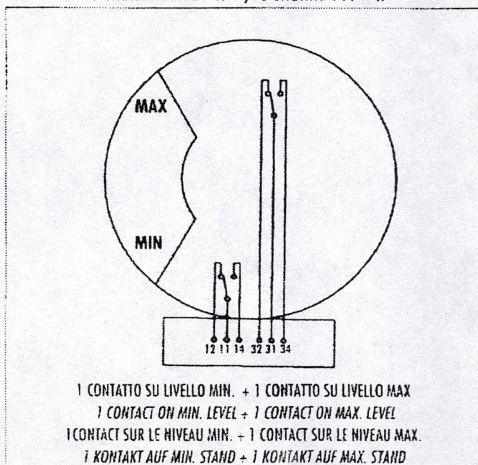 MAX
MIN
12 11 14 32 31 34
1 CONTATTO SU LIVELLO MIN. + 1 CONTATTO SU LIVELLO MAX
1 CONTACT ON MIN. LEVEL + 1 CONTACT ON MAX. LEVEL
1 CONTACT SUR LE NIVEAU MIN. + 1 CONTACT SUR LE NIVEAU MAX.
1 KONTAKT AUF MIN. STAND + 1 KONTAKT AUF MAX. STAND